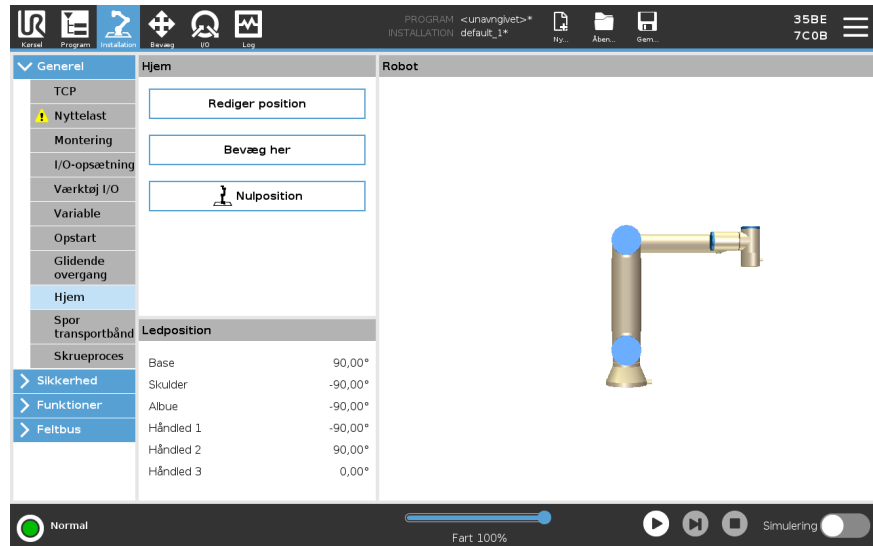 UR
Kørsel
Program
Installation
Bevæg
I/O
Log
PROGRAM <unavngivet>*
INSTALLATION default_1*
Ny...
Åben...
Gem...
35BE
7C0B
Generel
TCP
Nyttelast
Montering
I/O-opsætning
Værktøj I/O
Variable
Opstart
Glidende
overgang
Hjem
Spor
transportbånd
Skrueproces
Sikkerhed
Funktioner
Feltbus
Hjem
Rediger position
Bevæg her
Nulposition
Ledposition
Base 90,00°
Skulder -90,00°
Albue -90,00°
Håndled 1 -90,00°
Håndled 2 90,00°
Håndled 3 0,00°
Robot
Normal
Fart 100%
Simulering